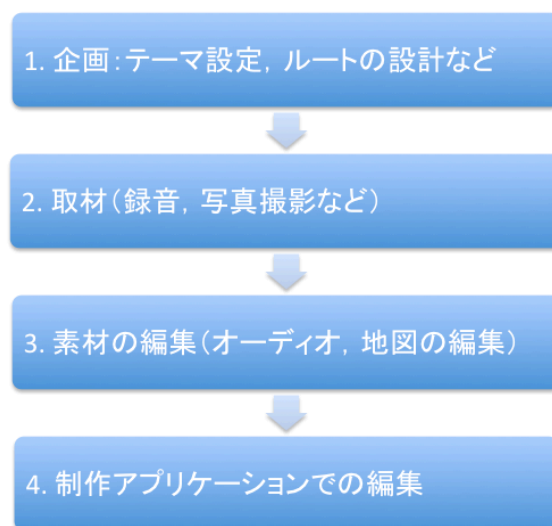 1. 企画：テーマ設定，ルートの設計など
2. 取材（録音，写真撮影など）
3. 素材の編集（オーディオ，地図の編集）
4. 制作アプリケーションでの編集